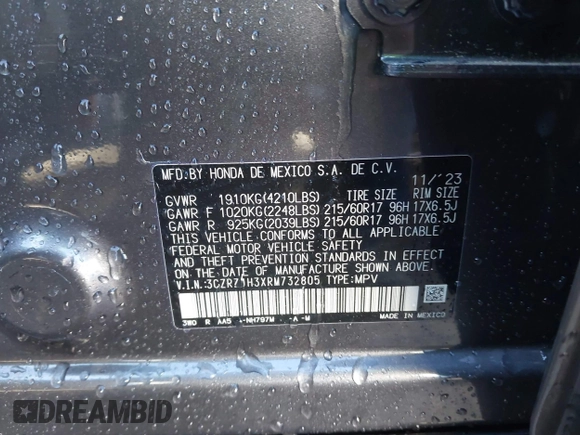 MFD.BY HONDA DE MEXICO S.A. DE C.V.
11/'23
GVWR 1910KG(4210LBS) TIRE SIZE RIM SIZE
GAWR F 1020KG(2248LBS) 215/60R17 96H 17X6.5J
GAWR R 925KG(2039LBS) 215/60R17 96H 17X6.5J
THIS VEHICLE CONFORMS TO ALL APPLICABLE
FEDERAL MOTOR VEHICLE SAFETY
AND THEFT PREVENTION STANDARDS IN EFFECT
ON THE DATE OF MANUFACTURE SHOWN ABOVE.
V.I.N.:3CZRZ1H3XRM732805 TYPE:MPV
3W0 R AA5 -NH797M -A-M MADE IN MEXICO
DREAMBID